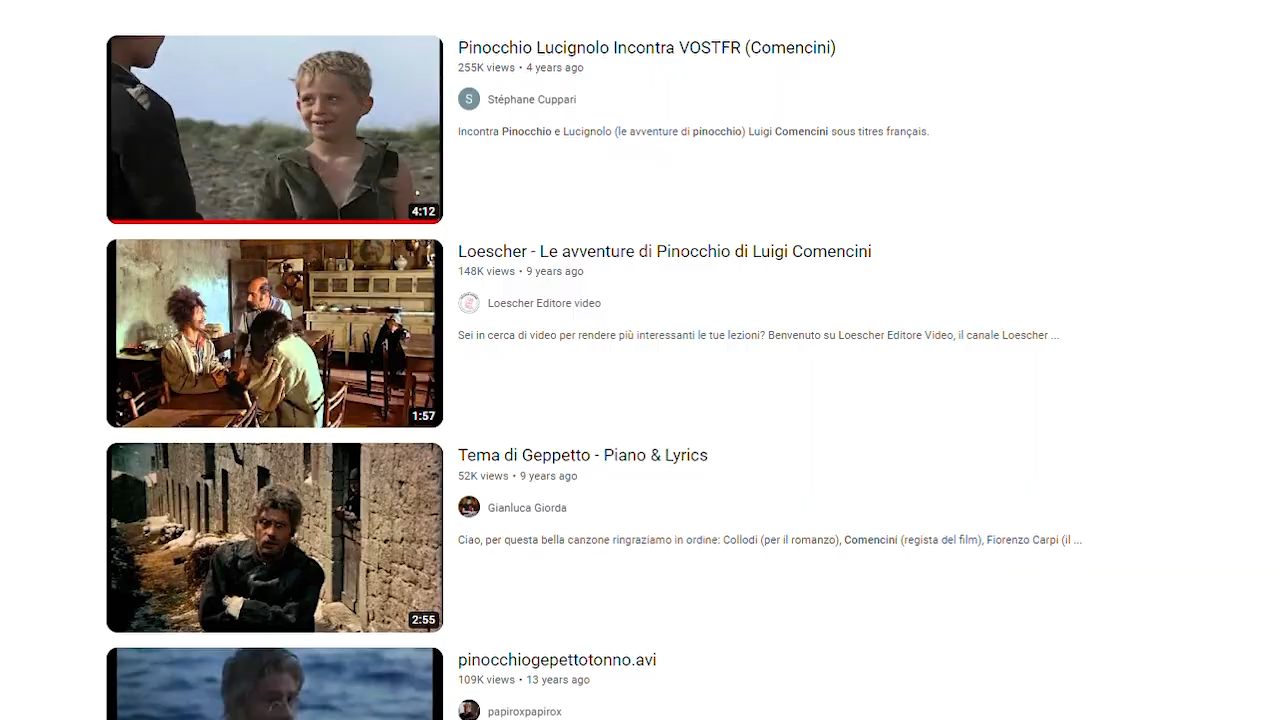 Pinocchio Lucignolo Incontra VOSTFR (Comencini)
255K views • 4 years ago
S
Stéphane Cuppari
Incontra Pinocchio e Lucignolo (le avventure di pinocchio) Luigi Comencini sous titres français.
4:12
Loescher - Le avventure di Pinocchio di Luigi Comencini
148K views • 9 years ago
Loescher Editore video
Sei in cerca di video per rendere più interessanti le tue lezioni? Benvenuto su Loescher Editore Video, il canale Loescher ...
1:57
Tema di Geppetto - Piano & Lyrics
52K views • 9 years ago
Gianluca Giorda
Ciao, per questa bella canzone ringraziamo in ordine: Collodi (per il romanzo), Comencini (regista del film), Fiorenzo Carpi (il ...
2:55
pinocchiogepettotonno.avi
109K views • 13 years ago
papiroxpapirox